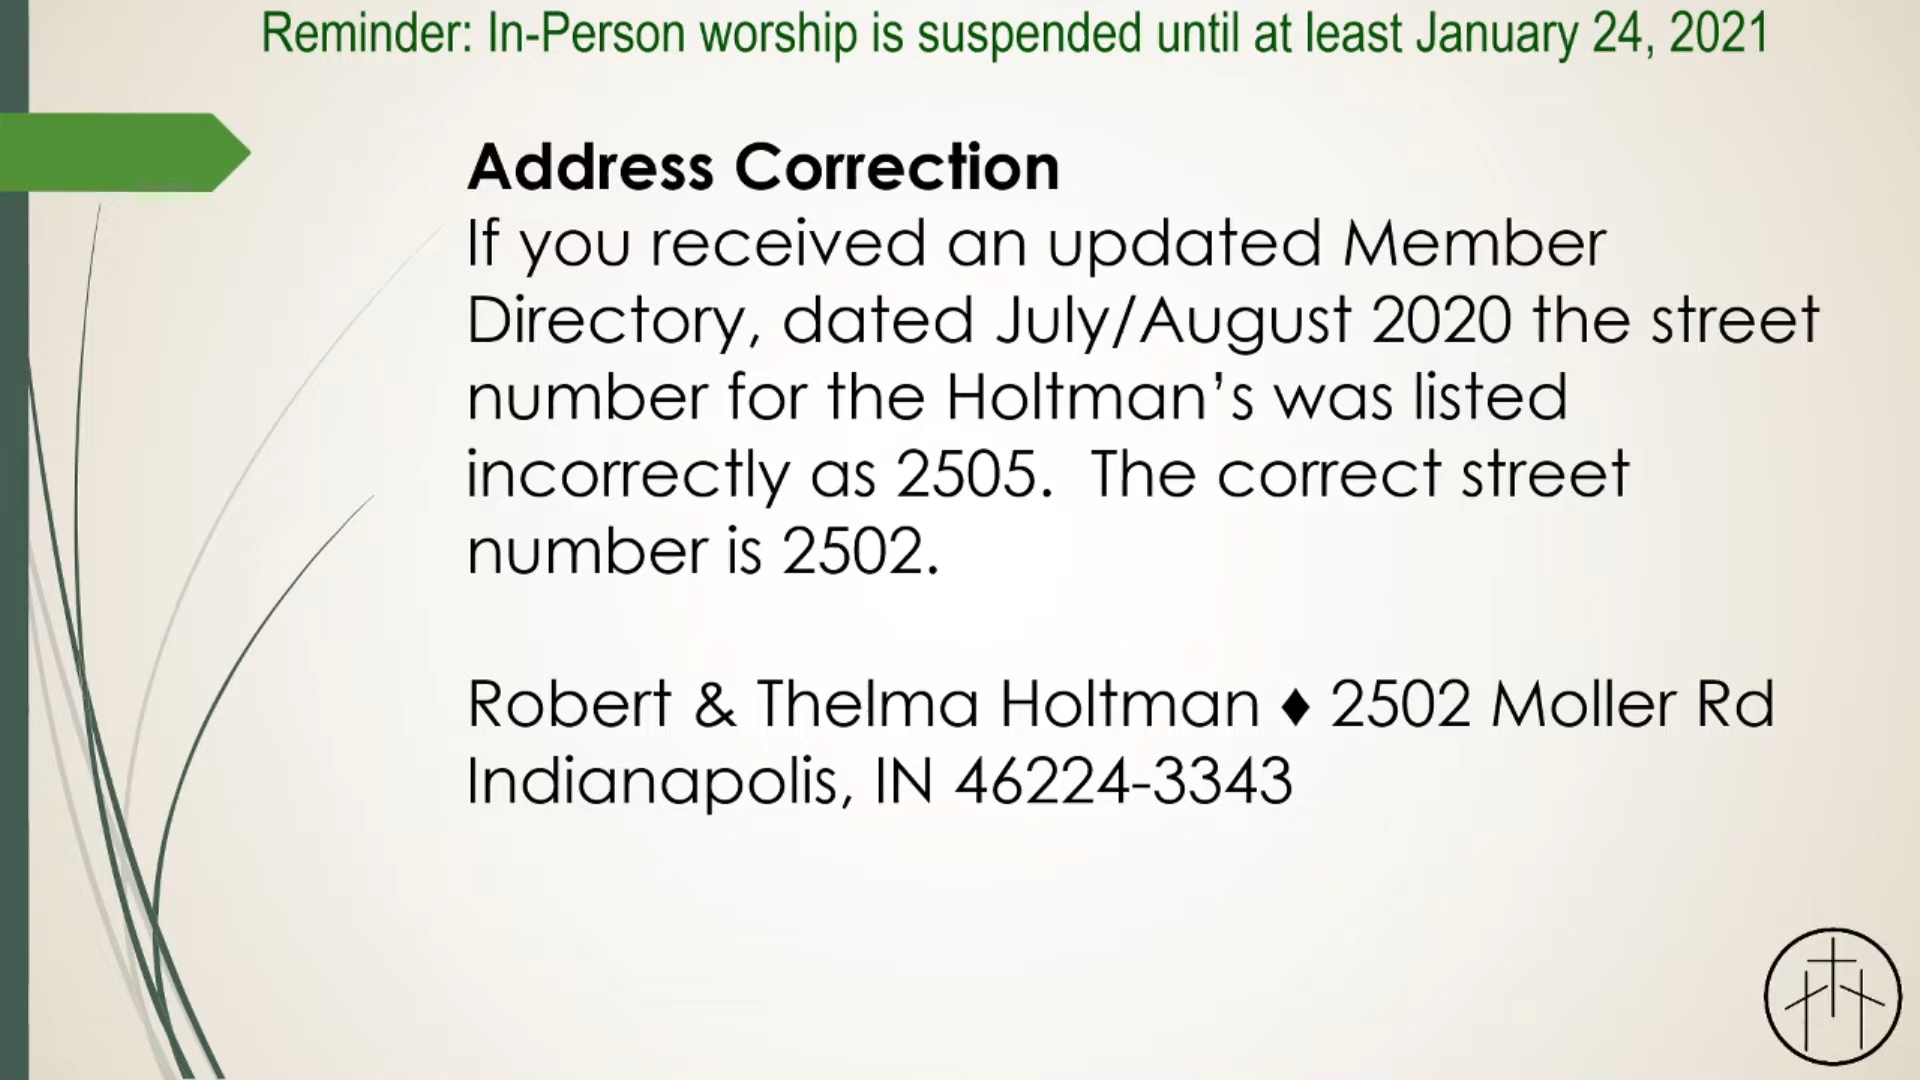 Reminder: In-Person worship is suspended until at least January 24, 2021
Address Correction
If you received an updated Member
Directory, dated July/August 2020 the street
number for the Holtman’s was listed
incorrectly as 2505.  The correct street
number is 2502.
Robert & Thelma Holtman ♦ 2502 Moller Rd
Indianapolis, IN 46224-3343